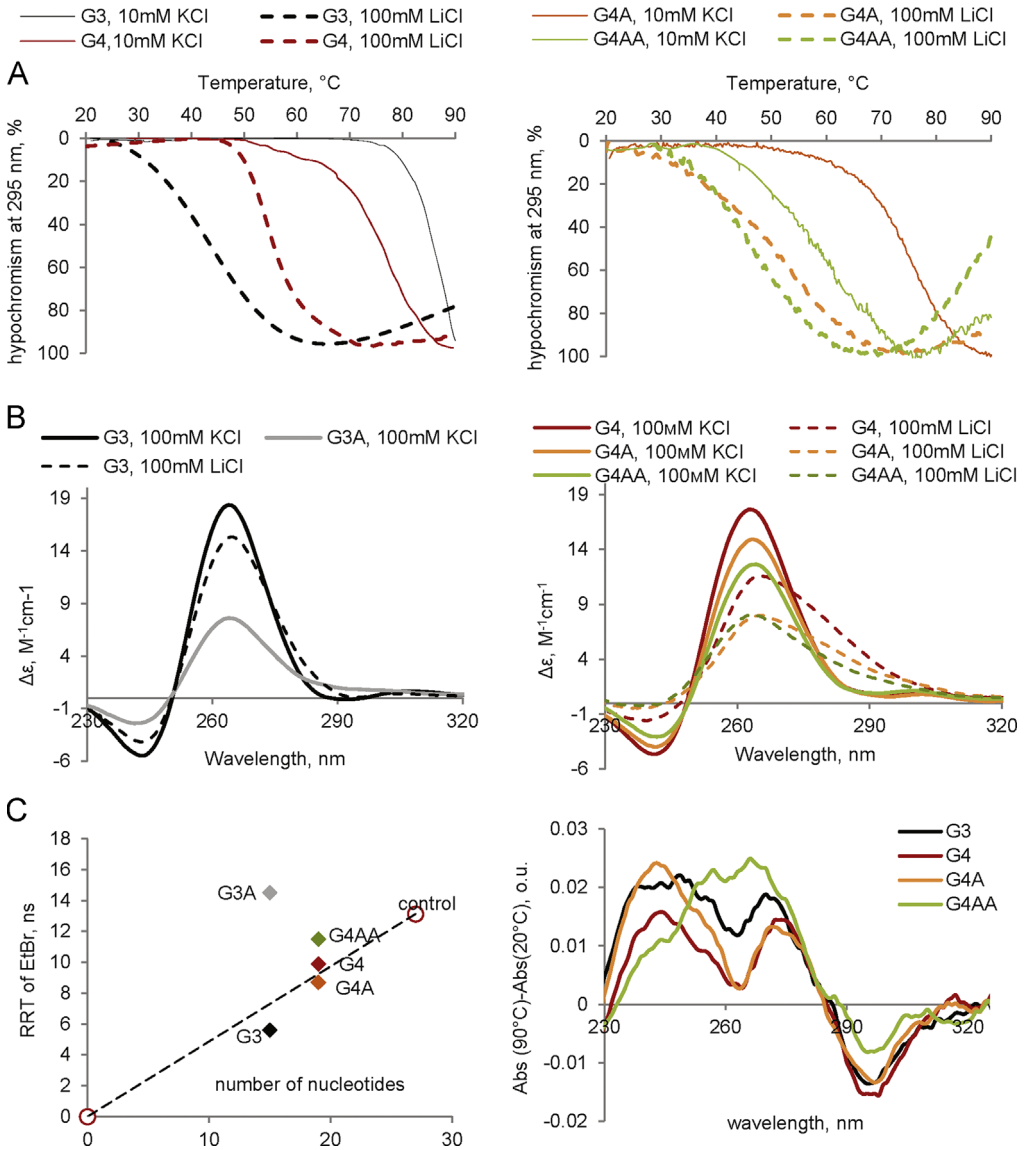 G3, 10mM KCl
G3, 100mM LiCl
G4,10mM KCl
G4, 100mM LiCl
G4A, 10mM KCl
G4A, 100mM LiCl
G4AA, 10mM KCl
G4AA, 100mM LiCl
A
Temperature, °C
20 30 40 50 60 70 80 90
0
20
40
60
80
100
hypochromism at 295 nm, %
Temperature, °C
20 30 40 50 60 70 80 90
0
20
40
60
80
100
hypochromism at 295 nm, %
B
G3, 100mM KCl
G3A, 100mM KCl
G3, 100mM LiCl
19
14
9
4
-1
-6
Δε, M-1cm-1
230 260 290 320
Wavelength, nm
G4, 100мM KCl
G4, 100mM LiCl
G4A, 100мM KCl
G4A, 100mM LiCl
G4AA, 100мM KCl
G4AA, 100mM LiCl
19
14
9
4
-1
-6
Δε, M⁻¹cm⁻¹
230 260 290 320
Wavelength, nm
C
18
16
14
12
10
8
6
4
2
0
RRT of EtBr, ns
G3A
control
G4AA
G4
G4A
G3
number of nucleotides
0 10 20 30
G3
G4
G4A
G4AA
0.03
0.02
0.01
0
-0.01
-0.02
Abs (90°C)-Abs(20°C), o.u.
230 260 290 320
wavelength, nm